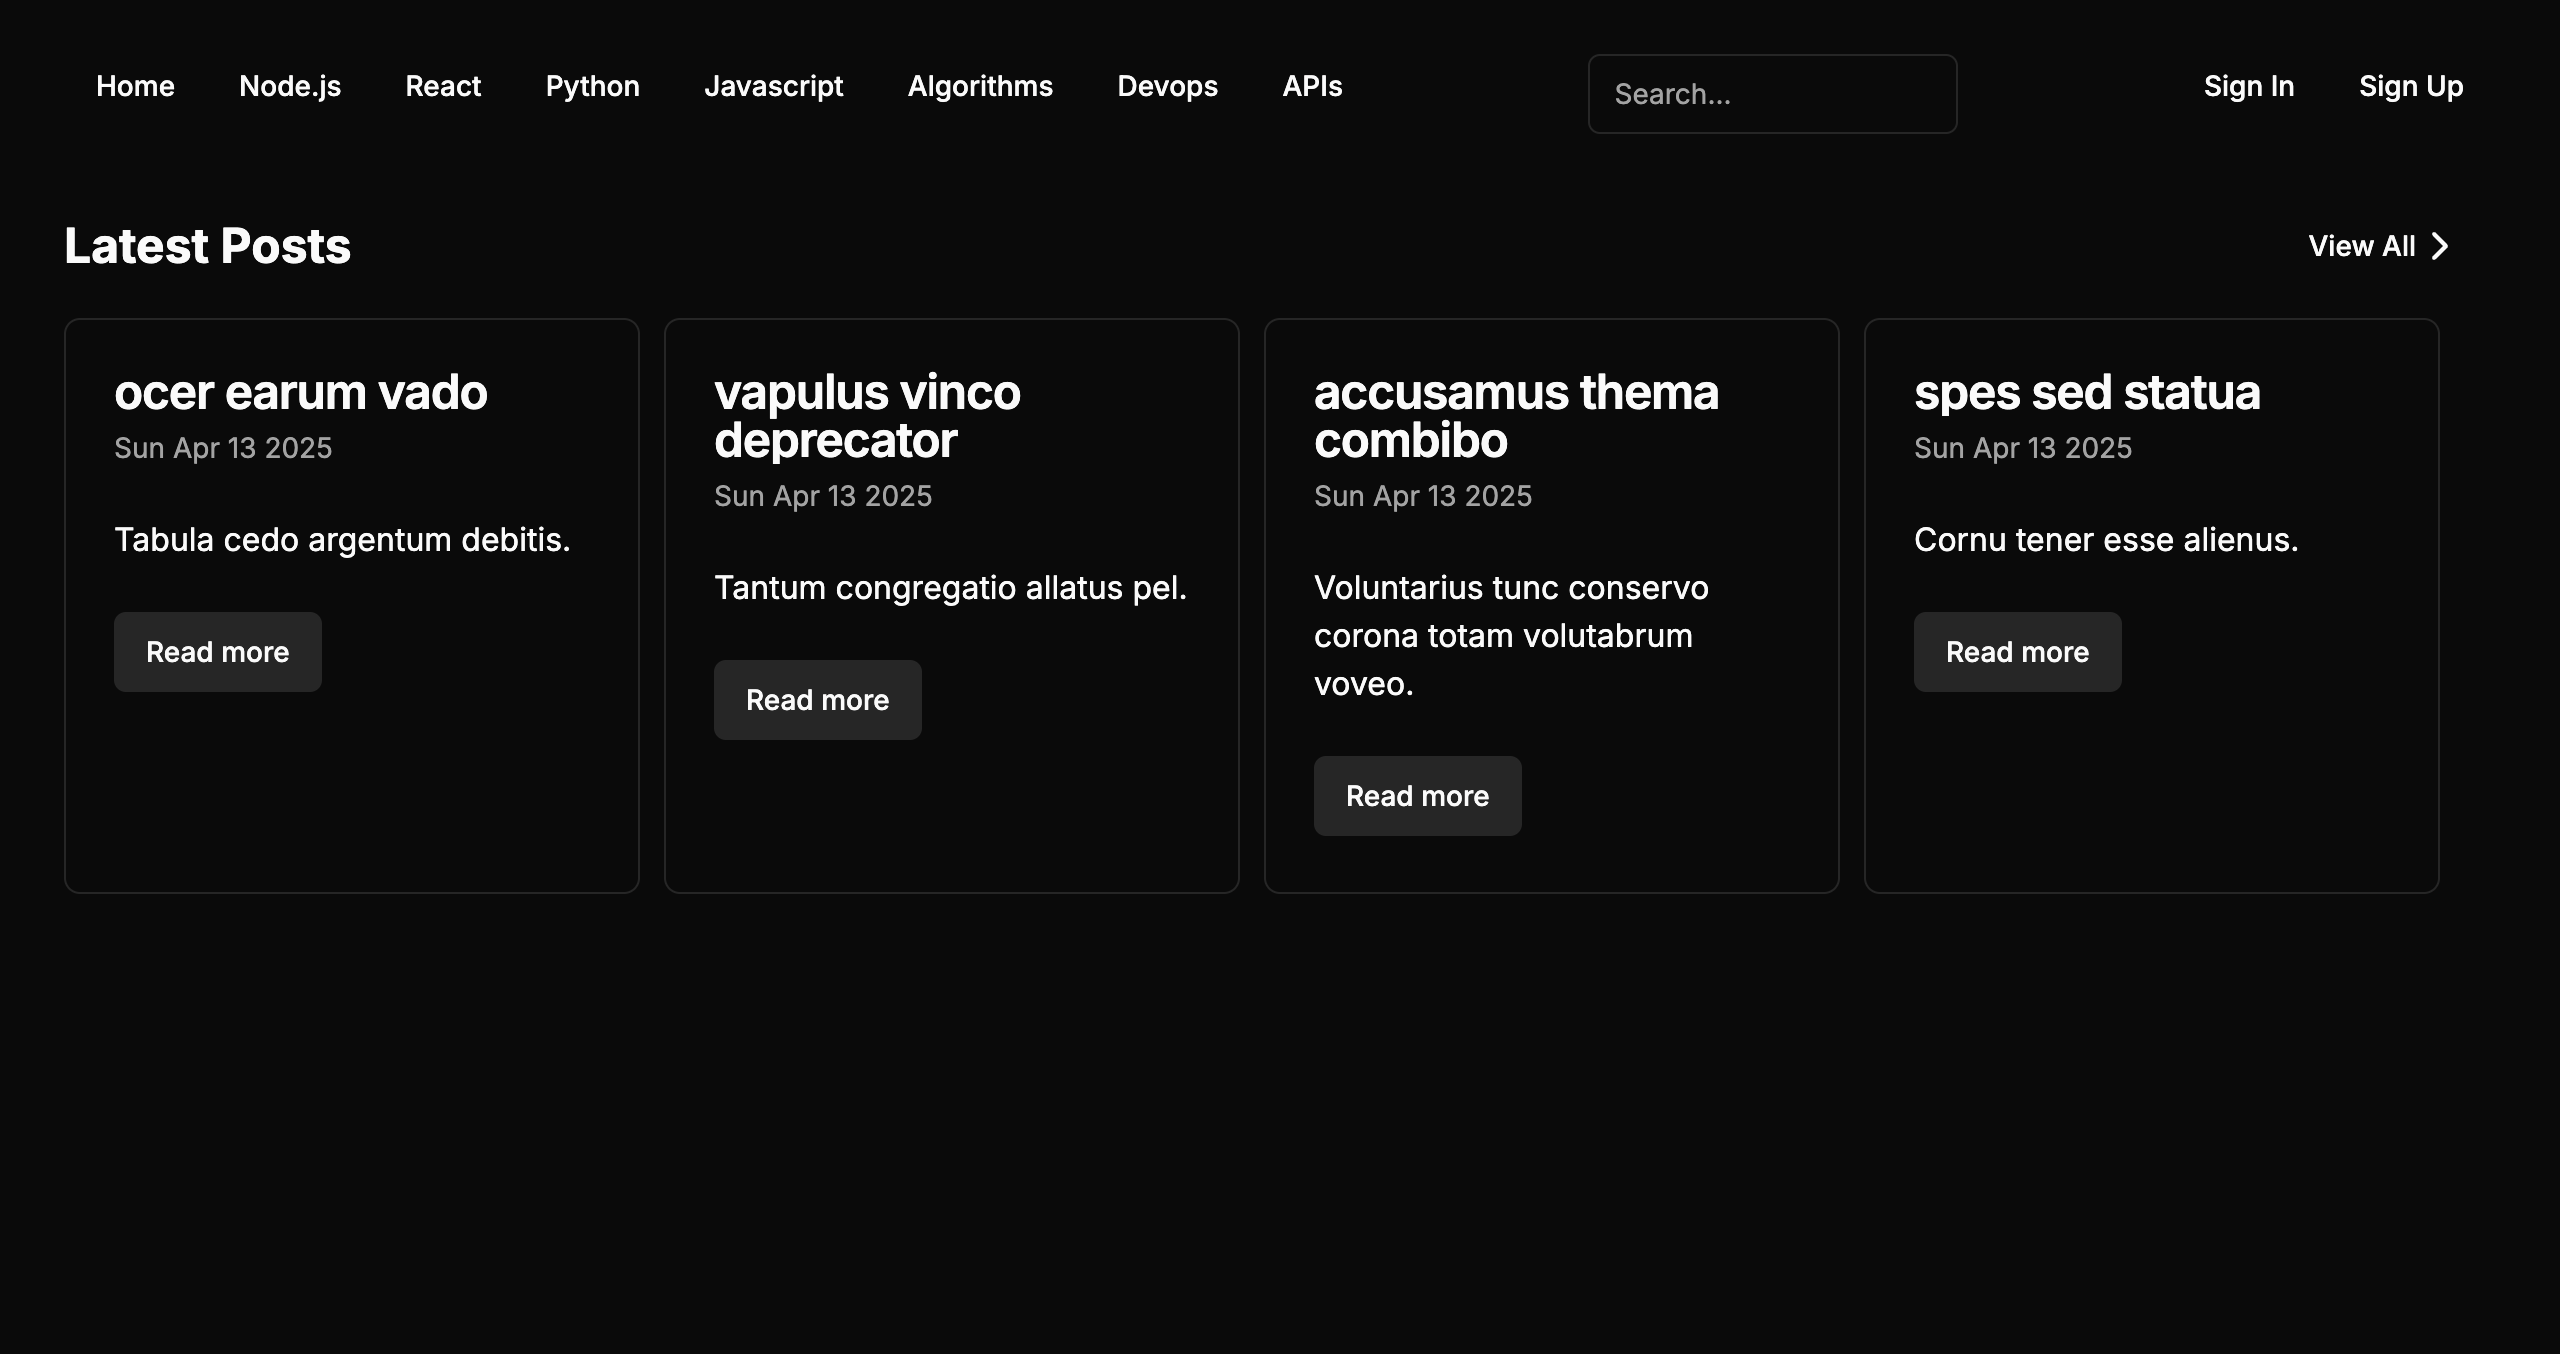 Home Node.js React Python Javascript Algorithms Devops APIs Search... Sign In Sign Up
Latest Posts
View All
ocer earum vado
Sun Apr 13 2025
Tabula cedo argentum debitis.
Read more
vapulus vinco
deprecator
Sun Apr 13 2025
Tantum congregatio allatus pel.
Read more
accusamus thema
combibo
Sun Apr 13 2025
Voluntarius tunc conservo
corona totam volutabrum
voveo.
Read more
spes sed statua
Sun Apr 13 2025
Cornu tener esse alienus.
Read more